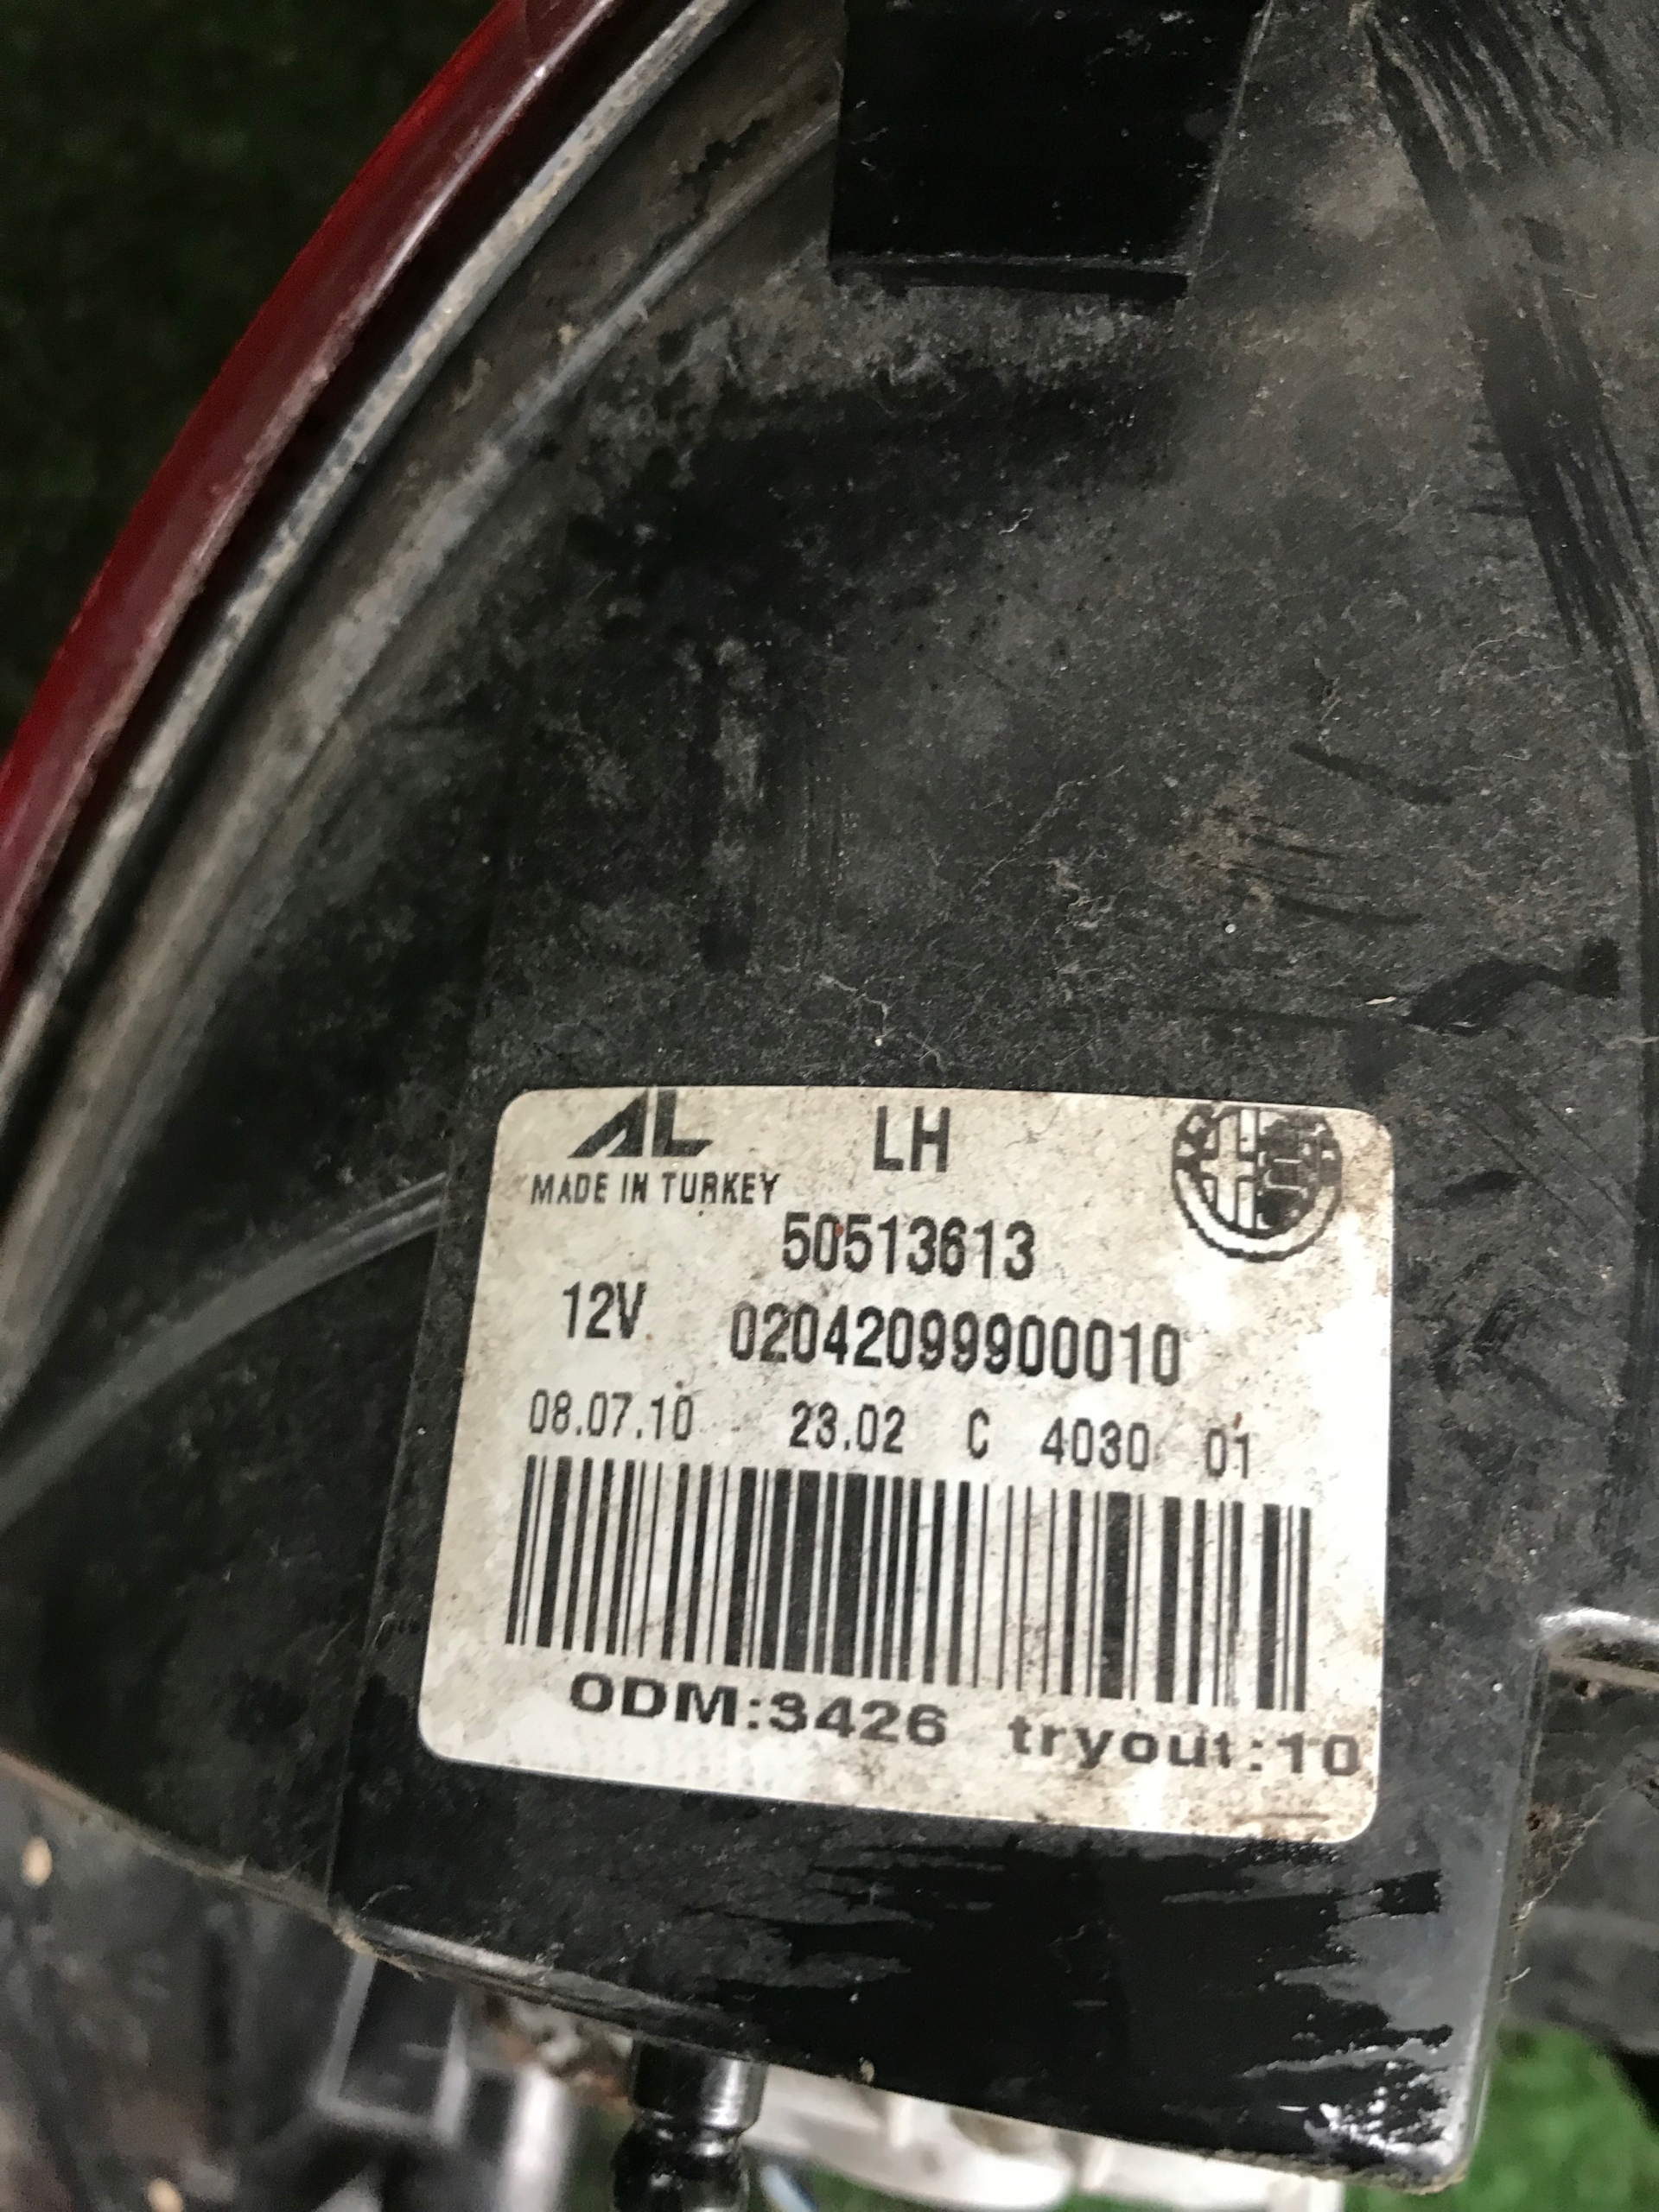 AL LH
MADE IN TURKEY
50513613
12V 02042099900010
08.07.10 - 23.02 C 4030 01
ODM:3426 tryout:10